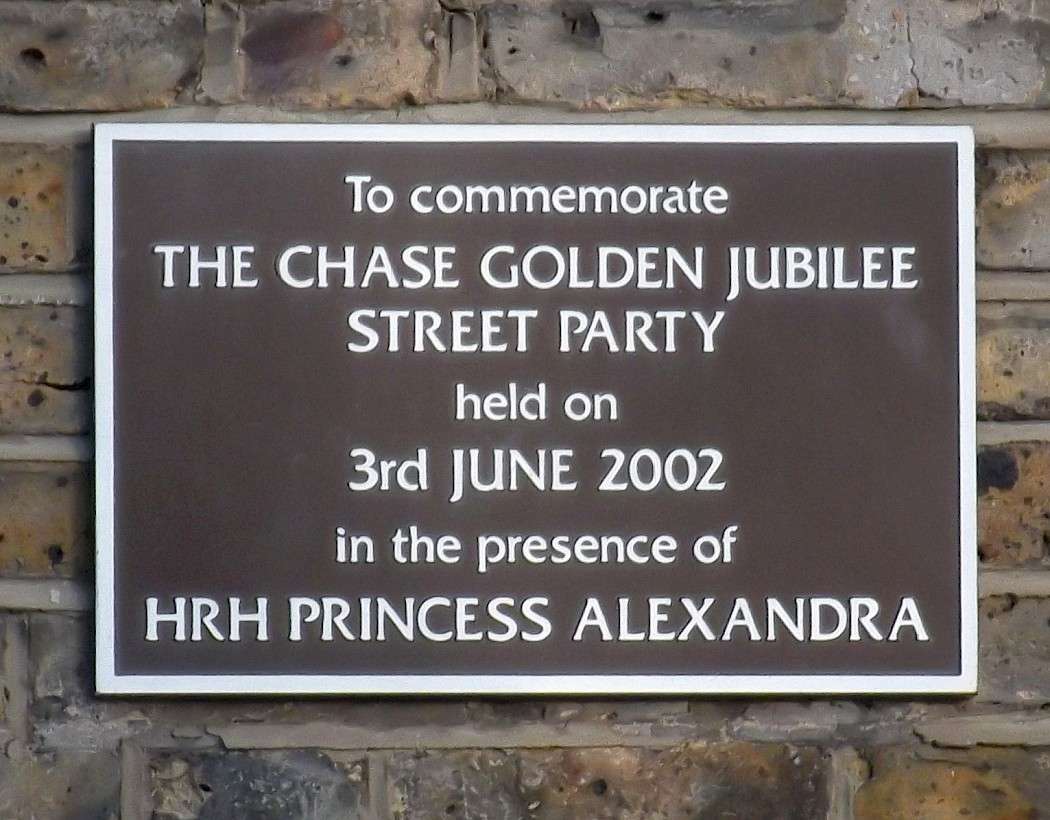 To commemorate
THE CHASE GOLDEN JUBILEE
STREET PARTY
held on
3rd JUNE 2002
in the presence of
HRH PRINCESS ALEXANDRA